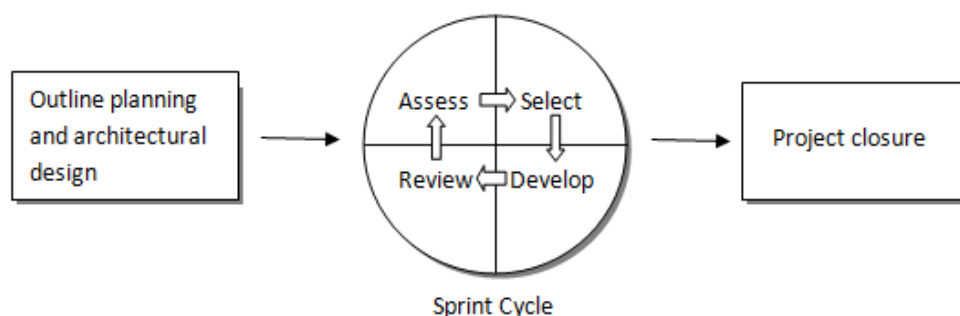 Outline planning
and architectural
design
Assess
Select
Review
Develop
Sprint Cycle
Project closure